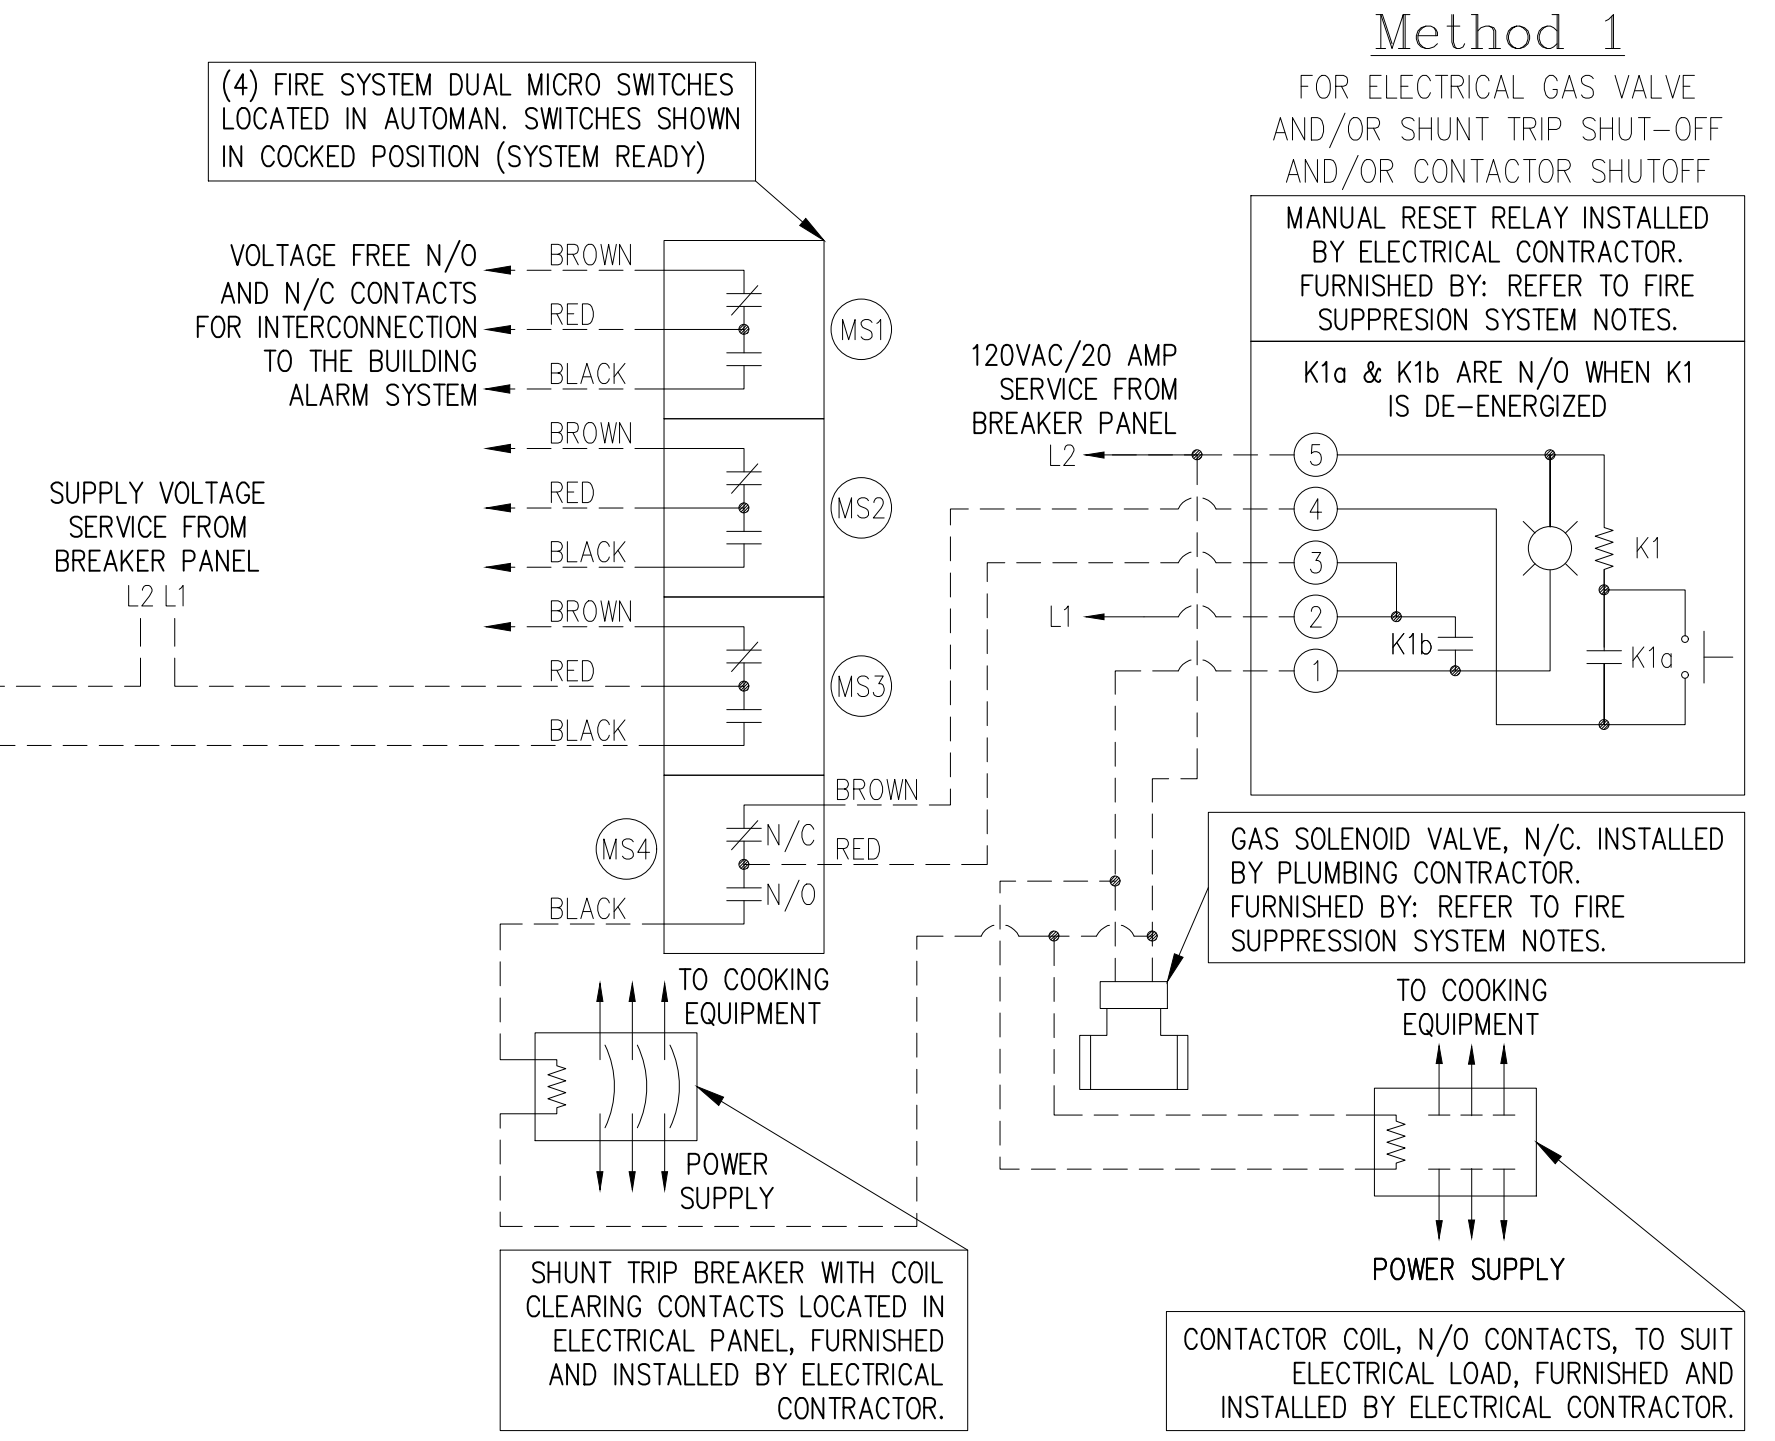 Method 1
FOR ELECTRICAL GAS VALVE
AND/OR SHUNT TRIP SHUT-OFF
AND/OR CONTACTOR SHUTOFF
(4) FIRE SYSTEM DUAL MICRO SWITCHES
LOCATED IN AUTOMAN. SWITCHES SHOWN
IN COCKED POSITION (SYSTEM READY)
VOLTAGE FREE N/O
AND N/C CONTACTS
FOR INTERCONNECTION
TO THE BUILDING
ALARM SYSTEM
BROWN
RED
BLACK
MS1
BROWN
RED
BLACK
MS2
SUPPLY VOLTAGE
SERVICE FROM
BREAKER PANEL
L2 L1
BROWN
RED
BLACK
MS3
BROWN
RED
BLACK
MS4
N/C
N/O
MANUAL RESET RELAY INSTALLED
BY ELECTRICAL CONTRACTOR.
FURNISHED BY: REFER TO FIRE
SUPPRESION SYSTEM NOTES.
K1a & K1b ARE N/O WHEN K1
IS DE-ENERGIZED
120VAC/20 AMP
SERVICE FROM
BREAKER PANEL
L2
L1
5
4
3
2
1
K1
K1b
K1a
GAS SOLENOID VALVE, N/C. INSTALLED
BY PLUMBING CONTRACTOR.
FURNISHED BY: REFER TO FIRE
SUPPRESSION SYSTEM NOTES.
TO COOKING
EQUIPMENT
POWER
SUPPLY
TO COOKING
EQUIPMENT
POWER SUPPLY
SHUNT TRIP BREAKER WITH COIL
CLEARING CONTACTS LOCATED IN
ELECTRICAL PANEL, FURNISHED
AND INSTALLED BY ELECTRICAL
CONTRACTOR.
CONTACTOR COIL, N/O CONTACTS, TO SUIT
ELECTRICAL LOAD, FURNISHED AND
INSTALLED BY ELECTRICAL CONTRACTOR.